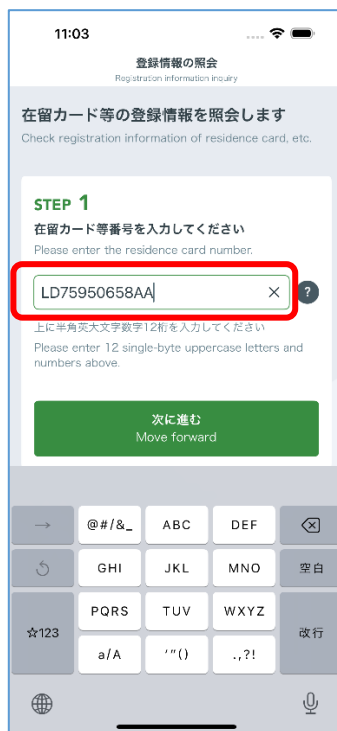 11:03
登録情報の照会
Registration information inquiry
在留カード等の登録情報を照会します
Check registration information of residence card, etc.
STEP 1
在留カード等番号を入力してください
Please enter the residence card number.
LD75950658AA
?
上に半角英大文字数字12桁を入力してください
Please enter 12 single-byte uppercase letters and
numbers above.
次に進む
Move forward
→ @#/&_ ABC DEF
GHI JKL MNO 空白
PQRS TUV WXYZ
☆123 改行
a/A ’”() .,?!